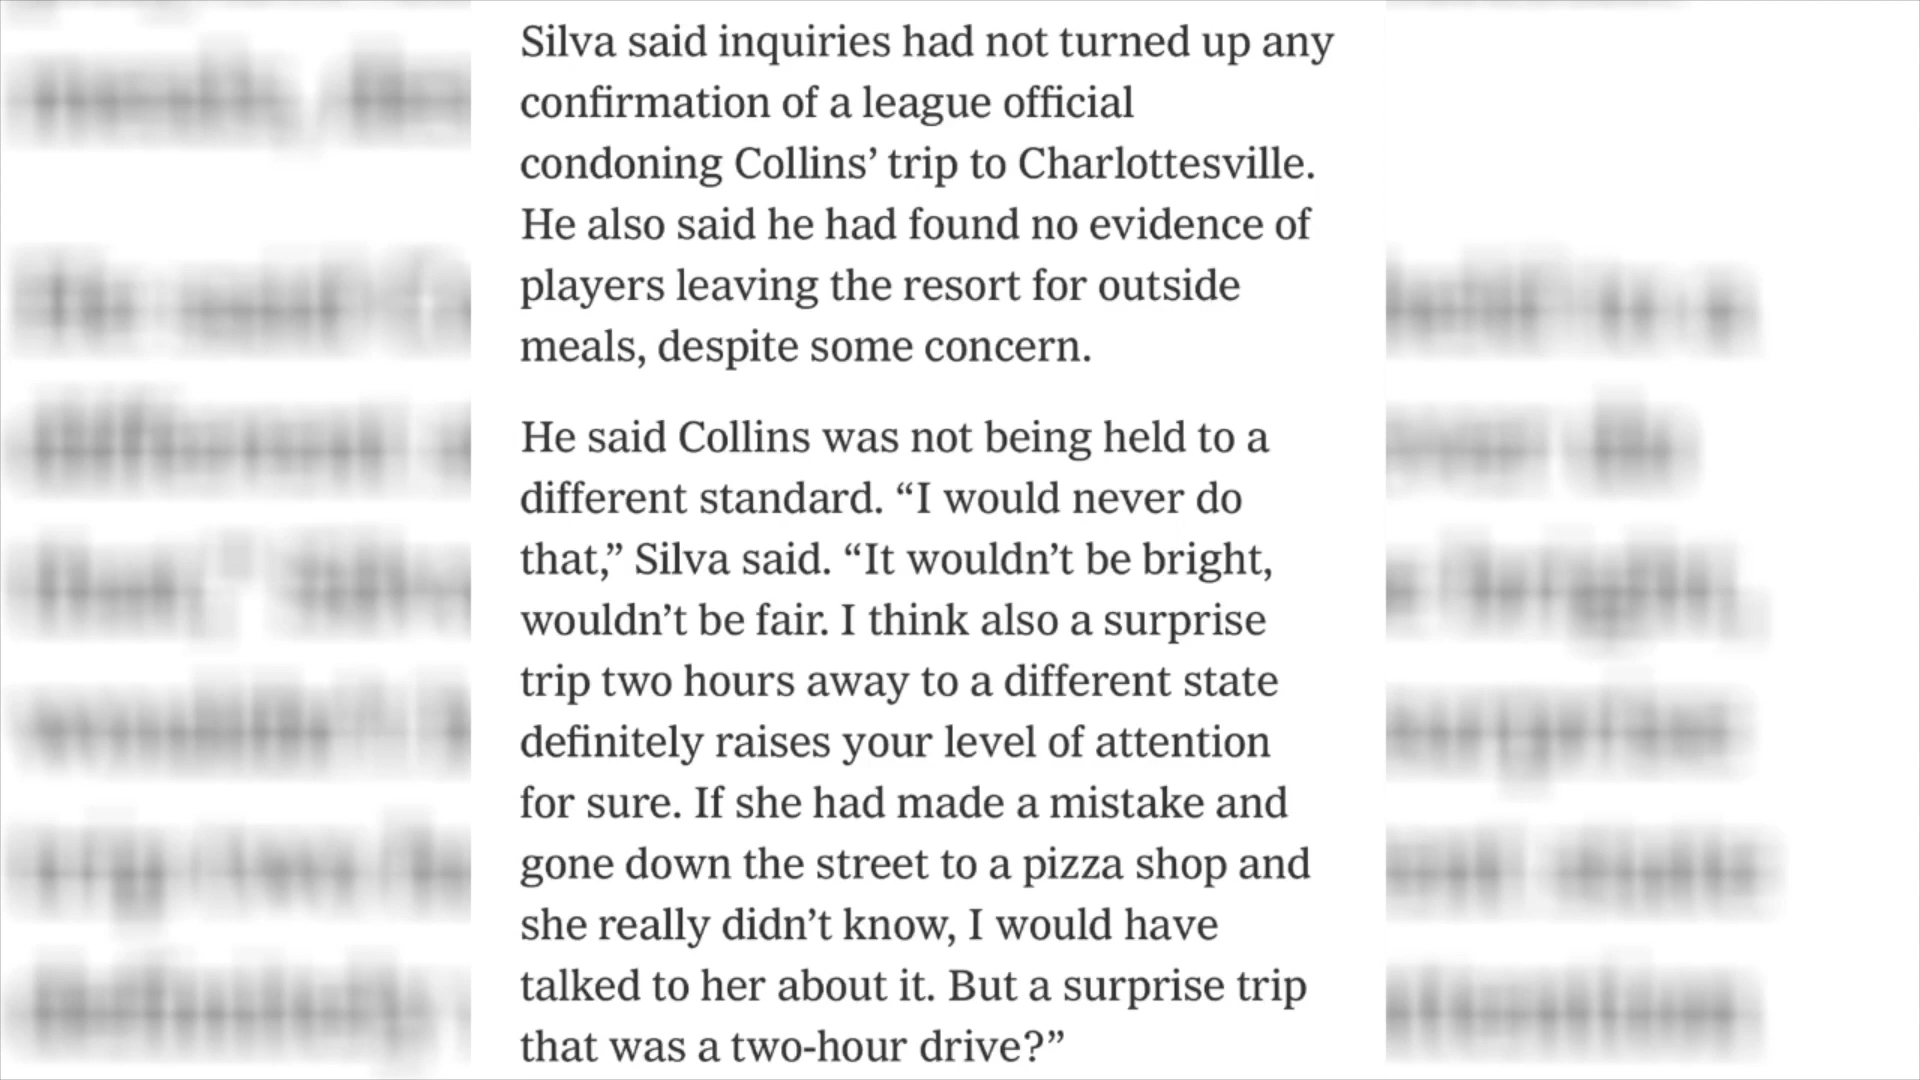 Silva said inquiries had not turned up any
confirmation of a league official
condoning Collins’ trip to Charlottesville.
He also said he had found no evidence of
players leaving the resort for outside
meals, despite some concern.
He said Collins was not being held to a
different standard. “I would never do
that,” Silva said. “It wouldn’t be bright,
wouldn’t be fair. I think also a surprise
trip two hours away to a different state
definitely raises your level of attention
for sure. If she had made a mistake and
gone down the street to a pizza shop and
she really didn’t know, I would have
talked to her about it. But a surprise trip
that was a two-hour drive?”